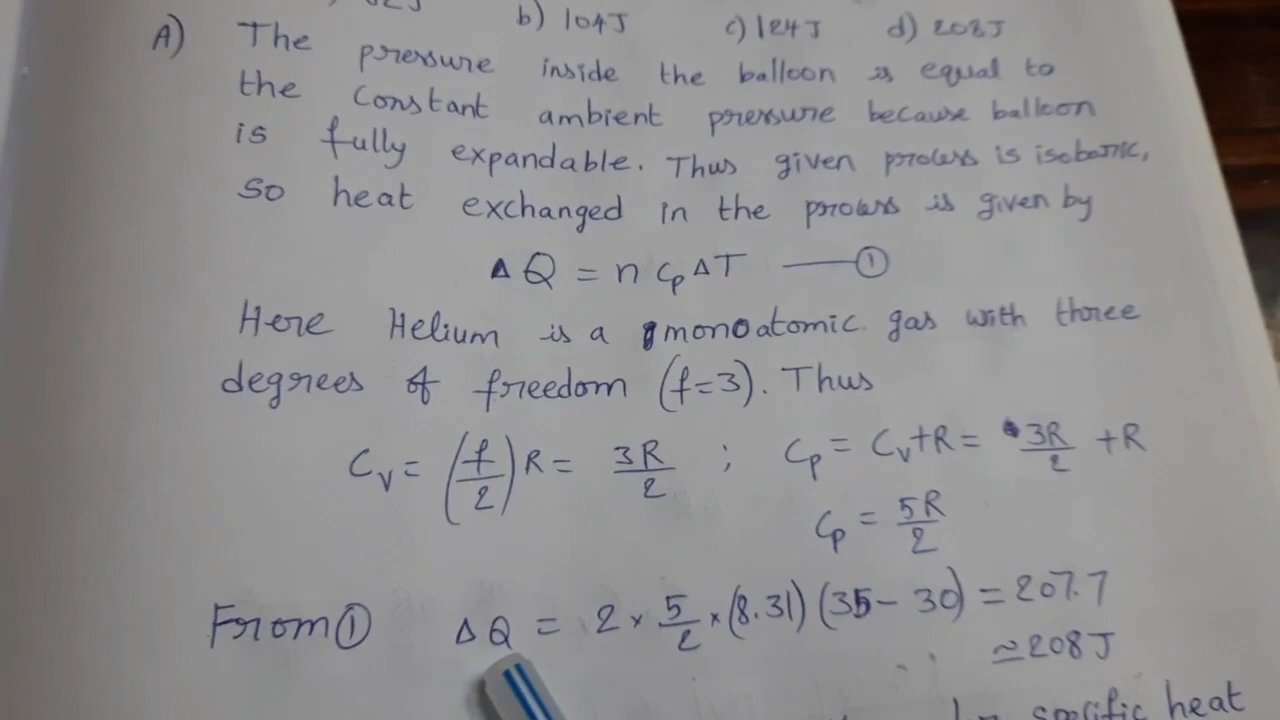 b) 104J c) 124J d) 208J
A) The pressure inside the balloon is equal to
the constant ambient pressure because balloon
is fully expandable. Thus given process is isobaric,
so heat exchanged in the process is given by
ΔQ = n Cp ΔT —— ①
Here Helium is a monoatomic gas with three
degrees of freedom (f=3). Thus
Cv = (f/2) R = 3R/2 ; Cp = Cv+R = 3R/2 + R
Cp = 5R/2
From ① ΔQ = 2 × 5/2 × (8.31) (35 - 30) = 207.7
≃ 208 J
specific heat